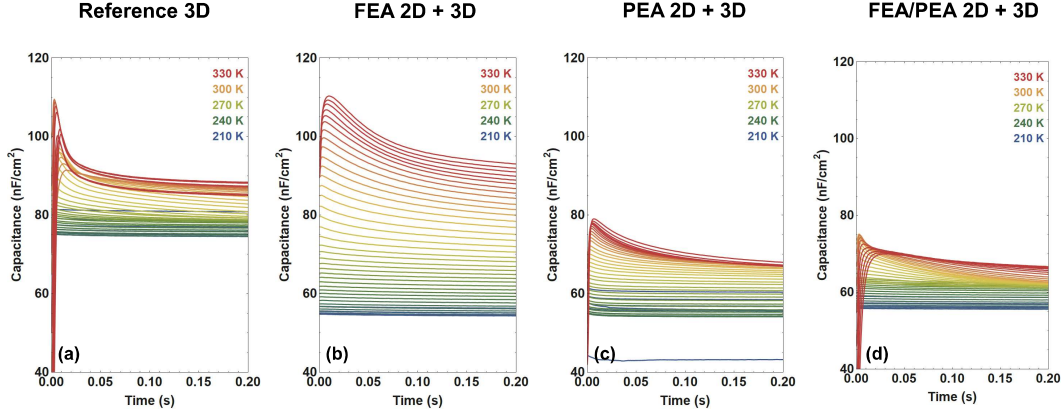 Reference 3D
FEA 2D + 3D
PEA 2D + 3D
FEA/PEA 2D + 3D
Capacitance (nF/cm2)
120
100
80
60
40
330 K
300 K
270 K
240 K
210 K
(a)
0.00 0.05 0.10 0.15 0.20
Time (s)
Capacitance (nF/cm2)
120
100
80
60
40
330 K
300 K
270 K
240 K
210 K
(b)
0.00 0.05 0.10 0.15 0.20
Time (s)
Capacitance (nF/cm2)
120
100
80
60
40
330 K
300 K
270 K
240 K
210 K
(c)
0.00 0.05 0.10 0.15 0.20
Time (s)
Capacitance (nF/cm2)
120
100
80
60
40
330 K
300 K
270 K
240 K
210 K
(d)
0.00 0.05 0.10 0.15 0.20
Time (s)